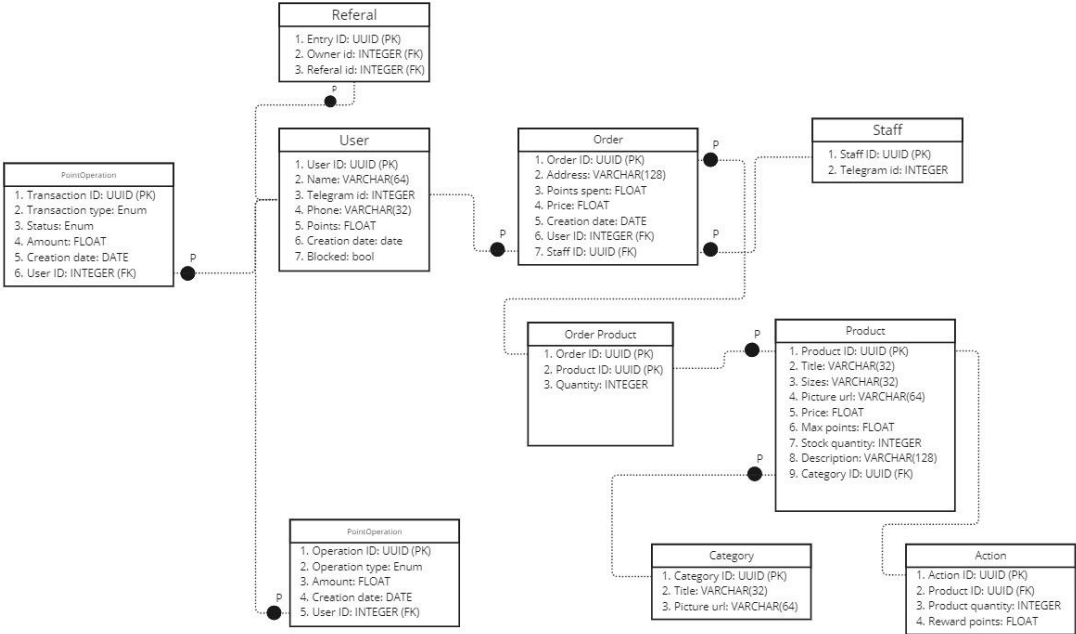 Referal
1. Entry ID: UUID (PK)
2. Owner id: INTEGER (FK)
3. Referal id: INTEGER (FK)
P
User
1. User ID: UUID (PK)
2. Name: VARCHAR(64)
3. Telegram id: INTEGER
4. Phone: VARCHAR(32)
5. Points: FLOAT
6. Creation date: date
7. Blocked: bool
PointOperation
1. Transaction ID: UUID (PK)
2. Transaction type: Enum
3. Status: Enum
4. Amount: FLOAT
5. Creation date: DATE
6. User ID: INTEGER (FK)
P
Order
1. Order ID: UUID (PK)
2. Address: VARCHAR(128)
3. Points spent: FLOAT
4. Price: FLOAT
5. Creation date: DATE
6. User ID: INTEGER (FK)
7. Staff ID: UUID (FK)
P
P
P
Staff
1. Staff ID: UUID (PK)
2. Telegram id: INTEGER
Order Product
1. Order ID: UUID (PK)
2. Product ID: UUID (PK)
3. Quantity: INTEGER
P
Product
1. Product ID: UUID (PK)
2. Title: VARCHAR(32)
3. Sizes: VARCHAR(32)
4. Picture url: VARCHAR(64)
5. Price: FLOAT
6. Max points: FLOAT
7. Stock quantity: INTEGER
8. Description: VARCHAR(128)
9. Category ID: UUID (FK)
P
PointOperation
1. Operation ID: UUID (PK)
2. Operation type: Enum
3. Amount: FLOAT
4. Creation date: DATE
5. User ID: INTEGER (FK)
P
Category
1. Category ID: UUID (PK)
2. Title: VARCHAR(32)
3. Picture url: VARCHAR(64)
Action
1. Action ID: UUID (PK)
2. Product ID: UUID (FK)
3. Product quantity: INTEGER
4. Reward points: FLOAT